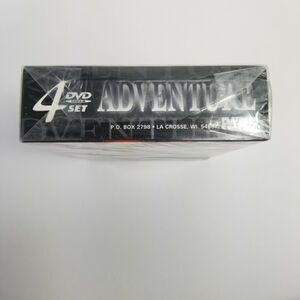 4 DVD SET
ADVENTURE
P.O. BOX 2798 • LA CROSSE, WI.